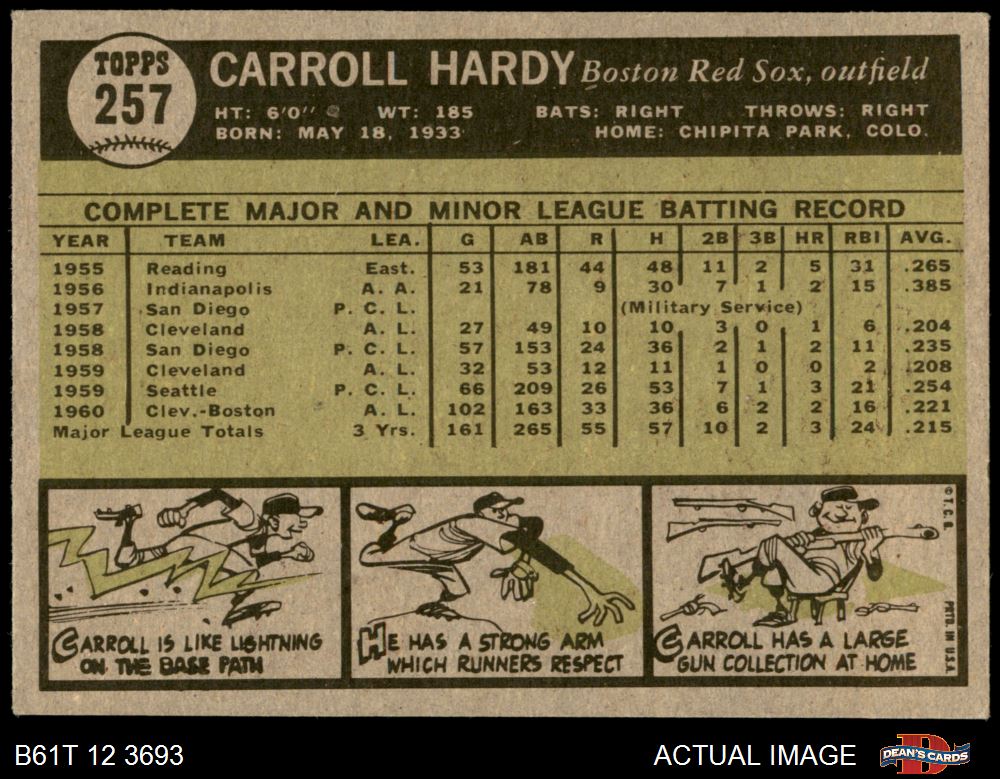 TOPPS
257
CARROLL HARDY Boston Red Sox, outfield
HT: 6'0" WT: 185 BATS: RIGHT THROWS: RIGHT
BORN: MAY 18, 1933 HOME: CHIPITA PARK, COLO.
COMPLETE MAJOR AND MINOR LEAGUE BATTING RECORD
YEAR TEAM LEA. G AB R H 2B 3B HR RBI AVG.
1955 Reading East. 53 181 44 48 11 2 5 31 .265
1956 Indianapolis A. A. 21 78 9 30 7 1 2 15 .385
1957 San Diego P. C. L. (Military Service)
1958 Cleveland A. L. 27 49 10 10 3 0 1 6 .204
1958 San Diego P. C. L. 57 153 24 36 2 1 2 11 .235
1959 Cleveland A. L. 32 53 12 11 1 0 0 2 .208
1959 Seattle P. C. L. 66 209 26 53 7 1 3 21 .254
1960 Clev.-Boston A. L. 102 163 33 36 6 2 2 16 .221
Major League Totals 3 Yrs. 161 265 55 57 10 2 3 24 .215
CARROLL IS LIKE LIGHTNING
ON THE BASE PATH
HE HAS A STRONG ARM
WHICH RUNNERS RESPECT
CARROLL HAS A LARGE
GUN COLLECTION AT HOME
© T. C. G.
PRTD. IN U.S.A.
B61T 12 3693 ACTUAL IMAGE
D
DEAN'S CARDS